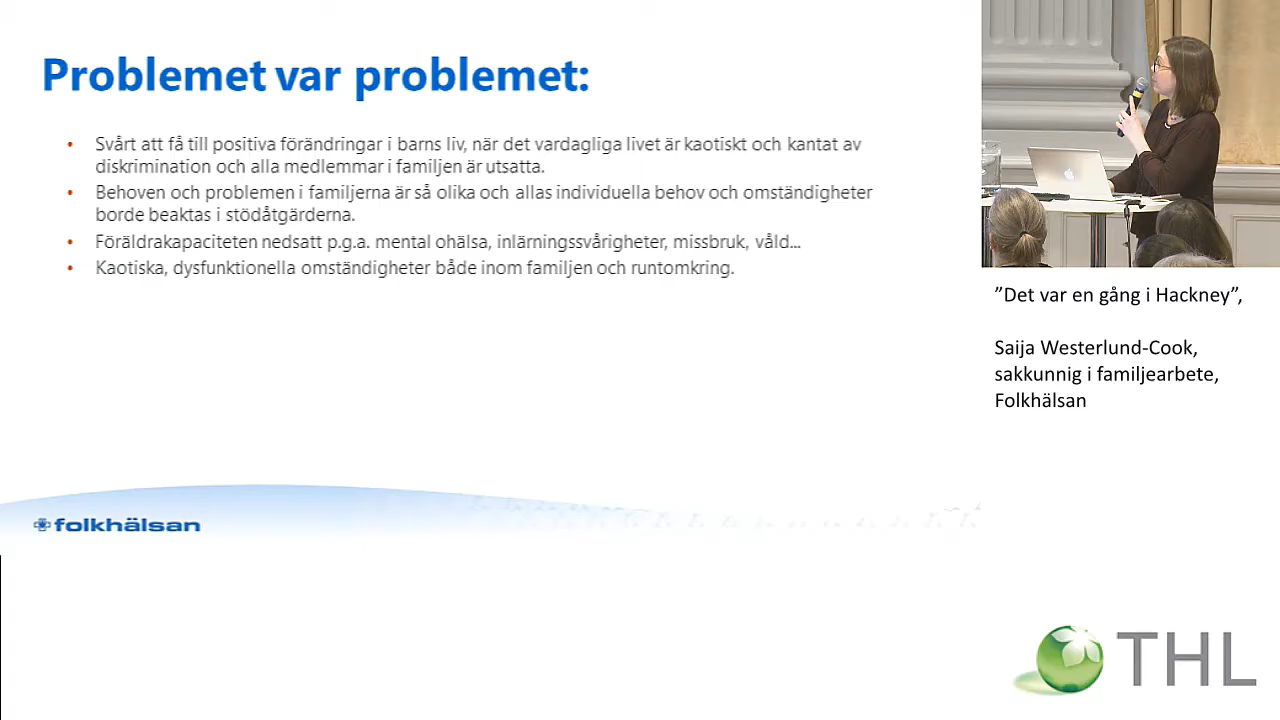 Problemet var problemet:
• Svårt att få till positiva förändringar i barns liv, när det vardagliga livet är kaotiskt och kantat av
diskrimination och alla medlemmar i familjen är utsatta.
• Behoven och problemen i familjerna är så olika och allas individuella behov och omständigheter
borde beaktas i stödåtgärderna.
• Föräldrakapaciteten nedsatt p.g.a. mental ohälsa, inlärningssvårigheter, missbruk, våld...
• Kaotiska, dysfunktionella omständigheter både inom familjen och runtomkring.
folkhälsan
”Det var en gång i Hackney”,
Saija Westerlund-Cook,
sakkunnig i familjearbete,
Folkhälsan
THL